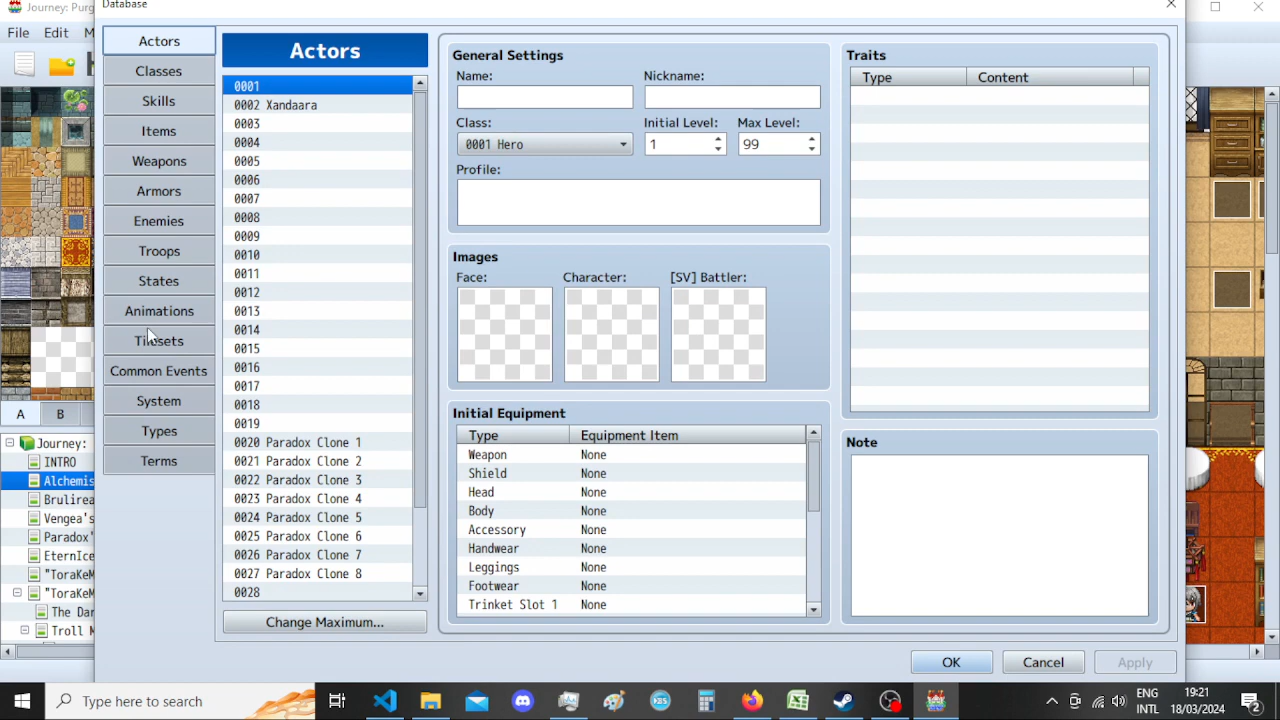 Journey: Purg
Database
File Edit M
Actors
Classes
Skills
Items
Weapons
Armors
Enemies
Troops
States
Animations
Tilesets
Common Events
System
Types
Terms
A B
Journey:
INTRO
Alchemis
Brulirea
Vengea's
Paradox'
EternIce
"ToraKeM
"ToraKeM
The Dar
Troll M
Actors
0001
0002 Xandaara
0003
0004
0005
0006
0007
0008
0009
0010
0011
0012
0013
0014
0015
0016
0017
0018
0019
0020 Paradox Clone 1
0021 Paradox Clone 2
0022 Paradox Clone 3
0023 Paradox Clone 4
0024 Paradox Clone 5
0025 Paradox Clone 6
0026 Paradox Clone 7
0027 Paradox Clone 8
0028
Change Maximum...
General Settings
Name: Nickname:
Class: Initial Level: Max Level:
0001 Hero 1 99
Profile:
Images
Face: Character: [SV] Battler:
Initial Equipment
Type Equipment Item
Weapon None
Shield None
Head None
Body None
Accessory None
Handwear None
Leggings None
Footwear None
Trinket Slot 1 None
Traits
Type Content
Note
OK Cancel Apply
Type here to search
ENG
INTL
19:21
18/03/2024
2